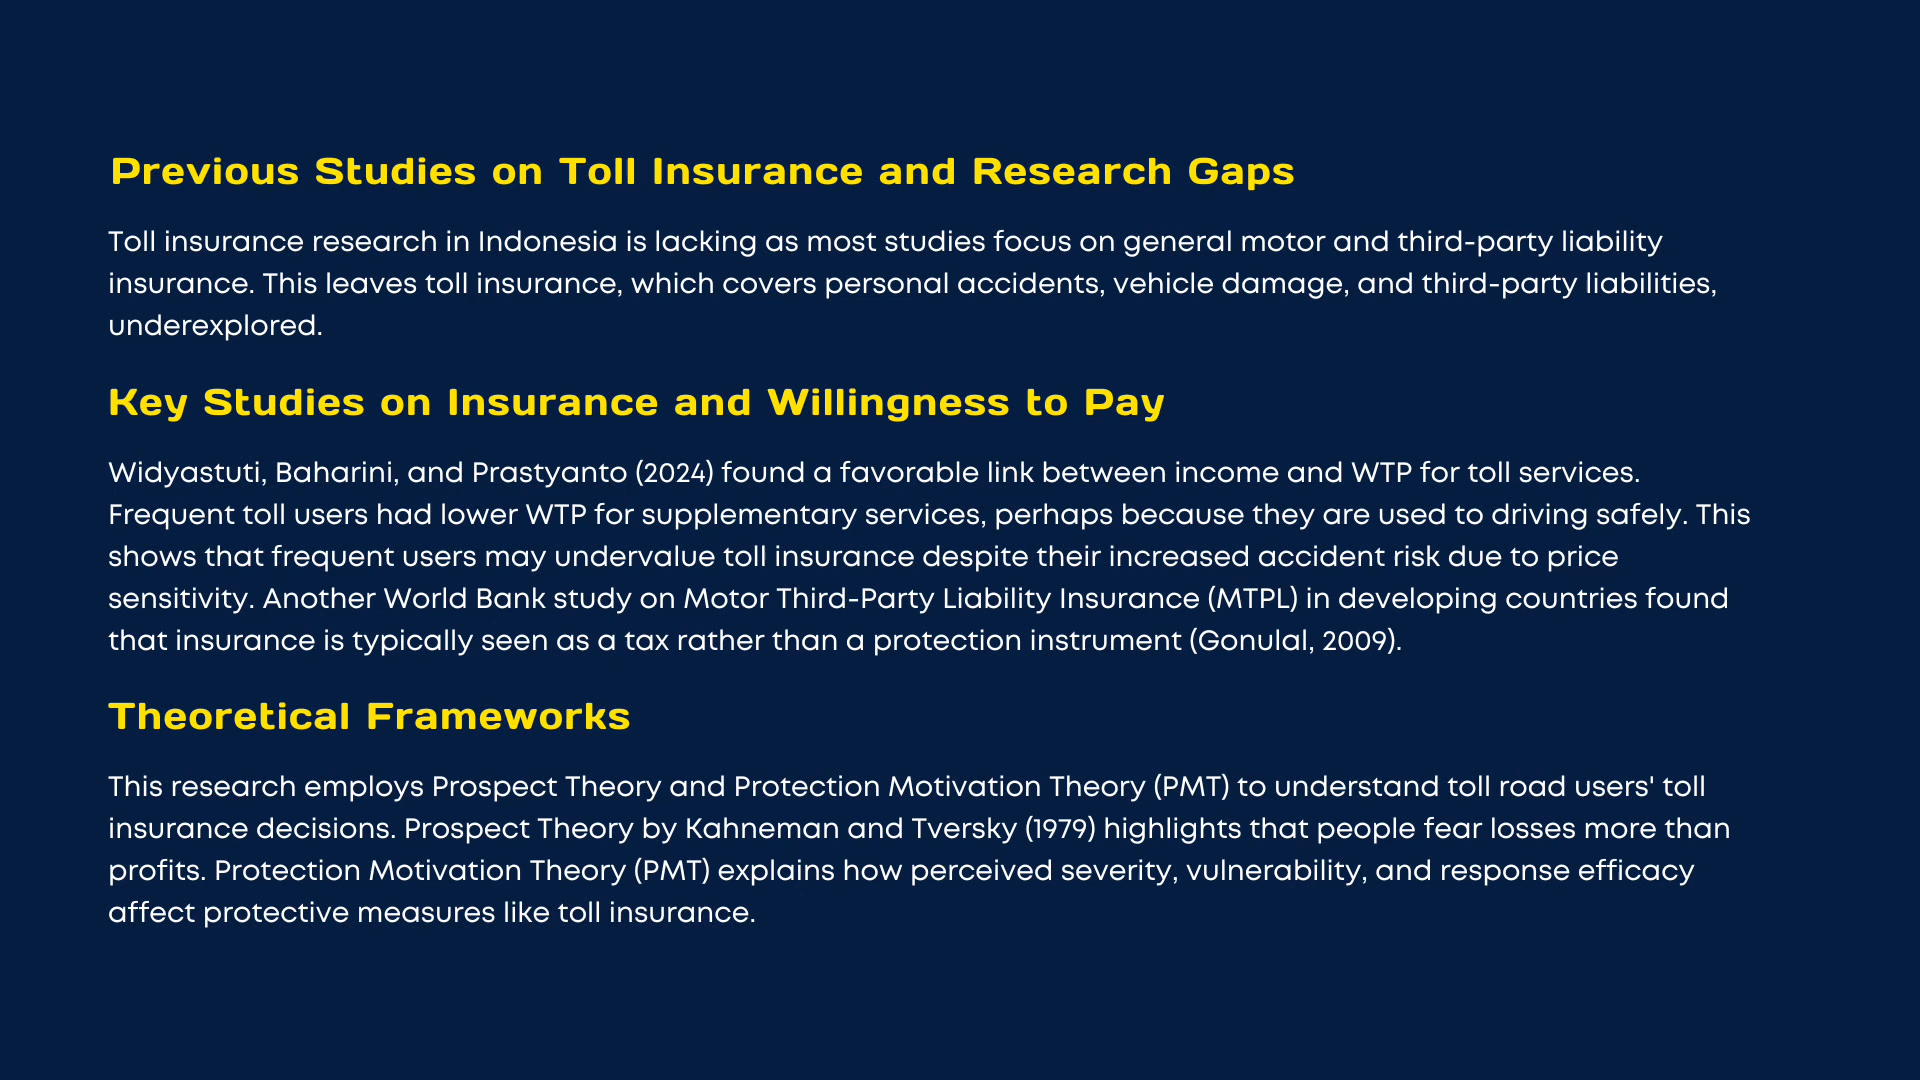 Previous Studies on Toll Insurance and Research Gaps
Toll insurance research in Indonesia is lacking as most studies focus on general motor and third-party liability
insurance. This leaves toll insurance, which covers personal accidents, vehicle damage, and third-party liabilities,
underexplored.
Key Studies on Insurance and Willingness to Pay
Widyastuti, Baharini, and Prastyanto (2024) found a favorable link between income and WTP for toll services.
Frequent toll users had lower WTP for supplementary services, perhaps because they are used to driving safely. This
shows that frequent users may undervalue toll insurance despite their increased accident risk due to price
sensitivity. Another World Bank study on Motor Third-Party Liability Insurance (MTPL) in developing countries found
that insurance is typically seen as a tax rather than a protection instrument (Gonulal, 2009).
Theoretical Frameworks
This research employs Prospect Theory and Protection Motivation Theory (PMT) to understand toll road users' toll
insurance decisions. Prospect Theory by Kahneman and Tversky (1979) highlights that people fear losses more than
profits. Protection Motivation Theory (PMT) explains how perceived severity, vulnerability, and response efficacy
affect protective measures like toll insurance.